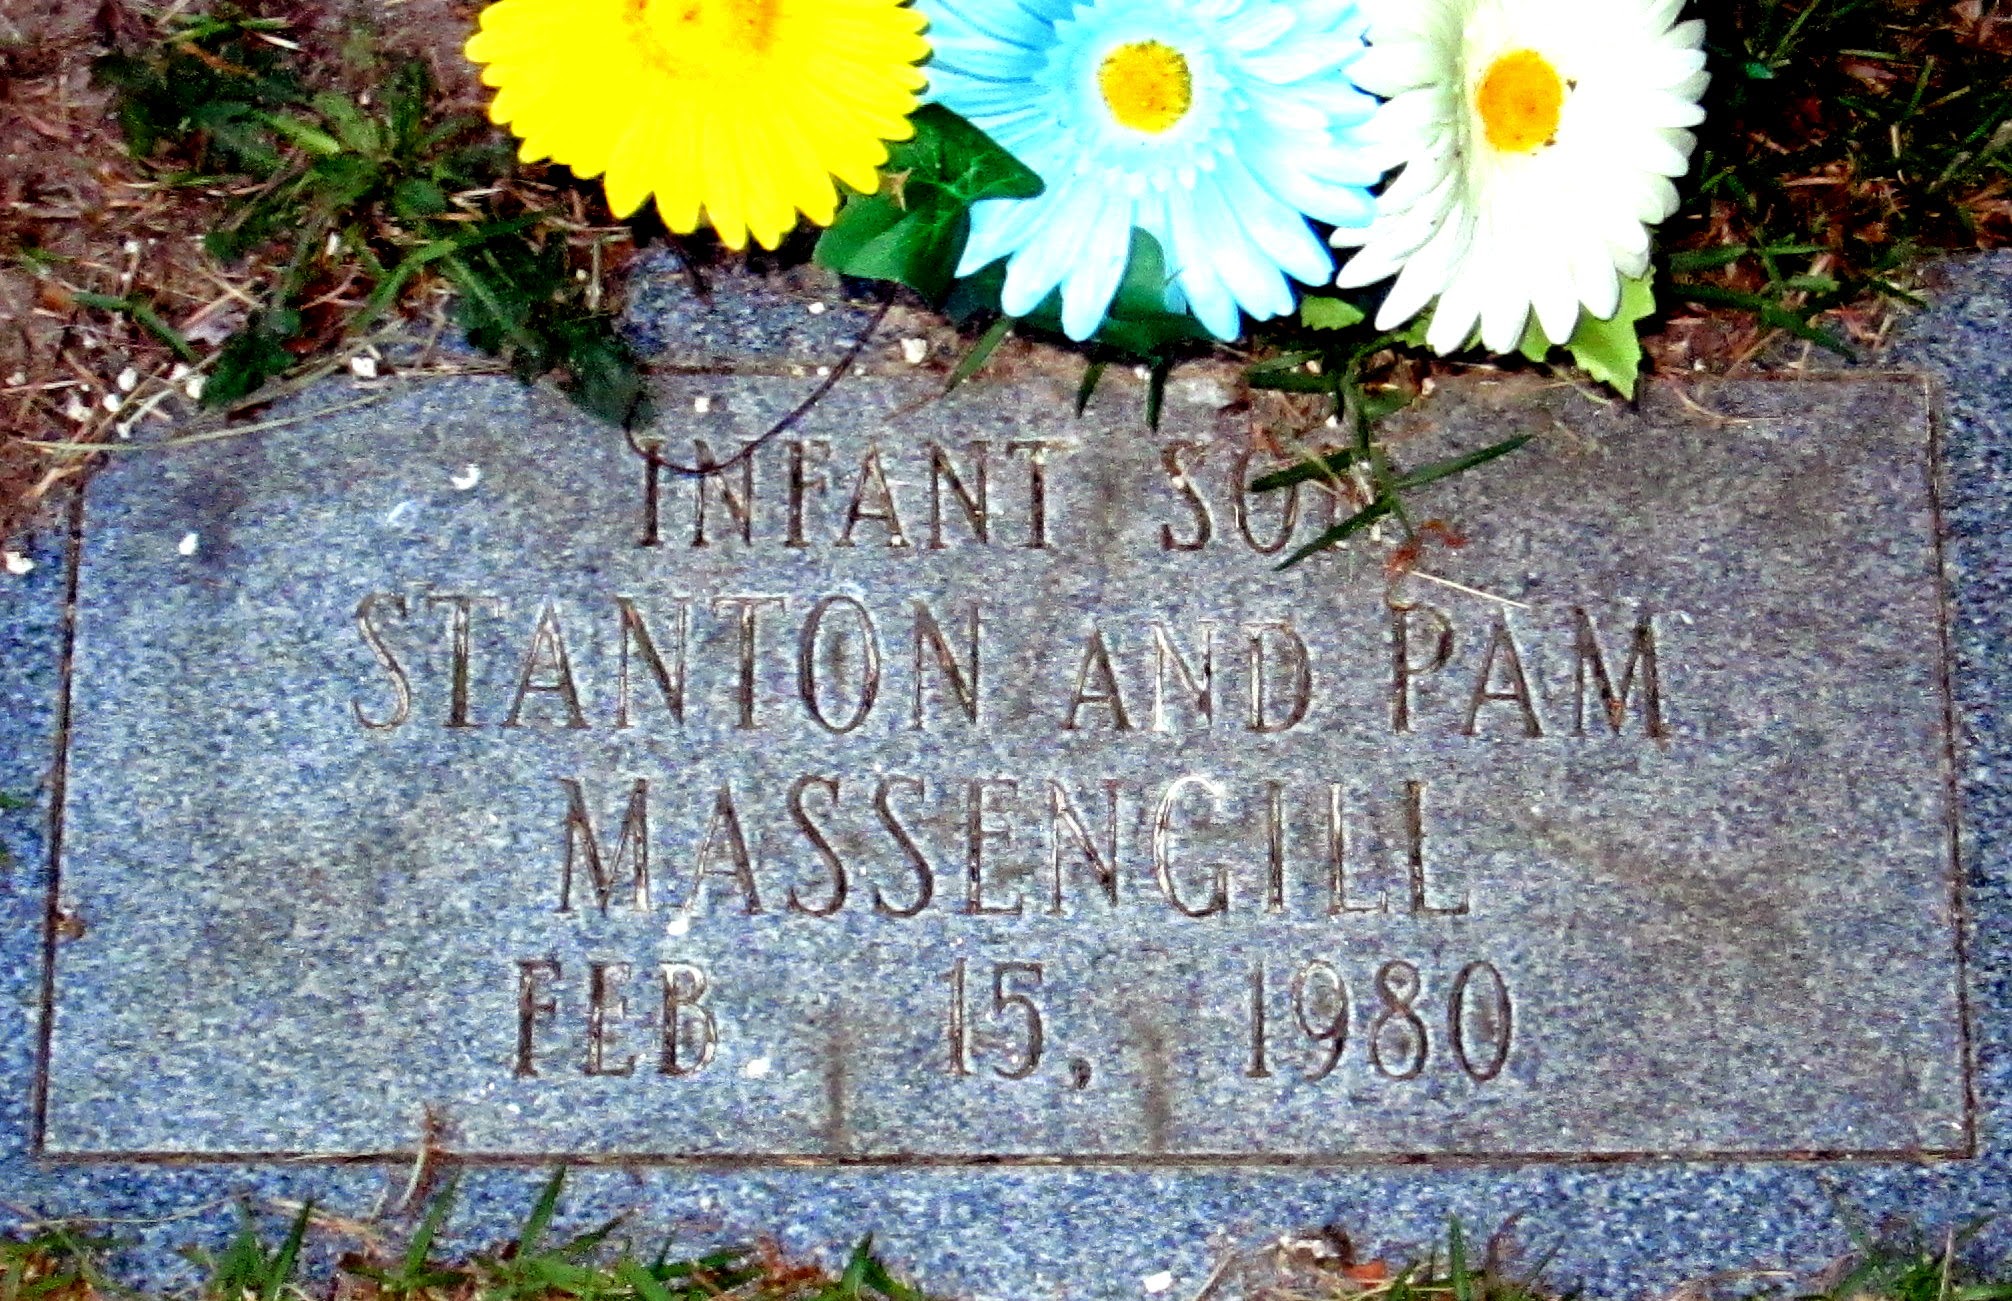 INFANT SON
STANTON AND PAM
MASSENGILL
FEB 15, 1980